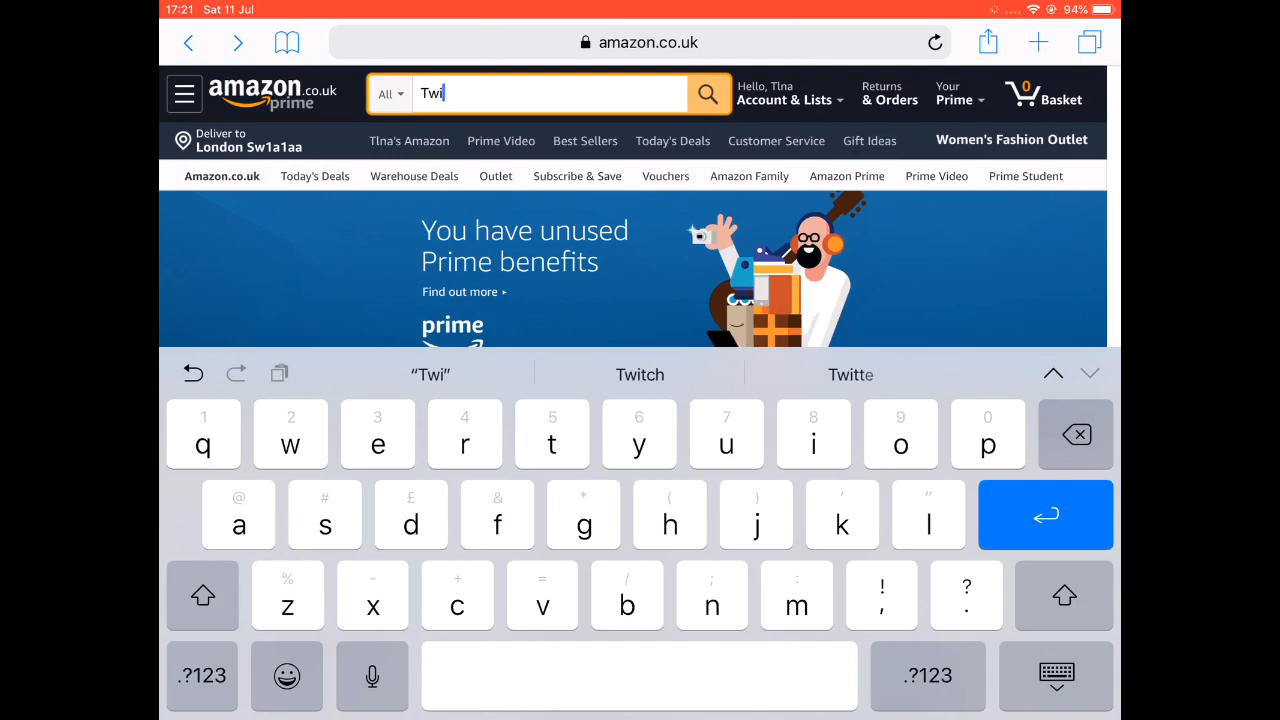 17:21 Sat 11 Jul 94%
amazon.co.uk
amazon.co.uk
prime
All Twi
Hello, Tlna
Account & Lists
Returns
& Orders
Your
Prime
0
Basket
Deliver to
London Sw1a1aa
Tlna's Amazon Prime Video Best Sellers Today's Deals Customer Service Gift Ideas Women's Fashion Outlet
Amazon.co.uk Today's Deals Warehouse Deals Outlet Subscribe & Save Vouchers Amazon Family Amazon Prime Prime Video Prime Student
You have unused
Prime benefits
Find out more
prime
“Twi” Twitch Twitte
1 2 3 4 5 6 7 8 9 0
q w e r t y u i o p
@ # £ & * ( ) ' "
a s d f g h j k l
% - + = / ; : ! ?
z x c v b n m , .
.?123 .?123